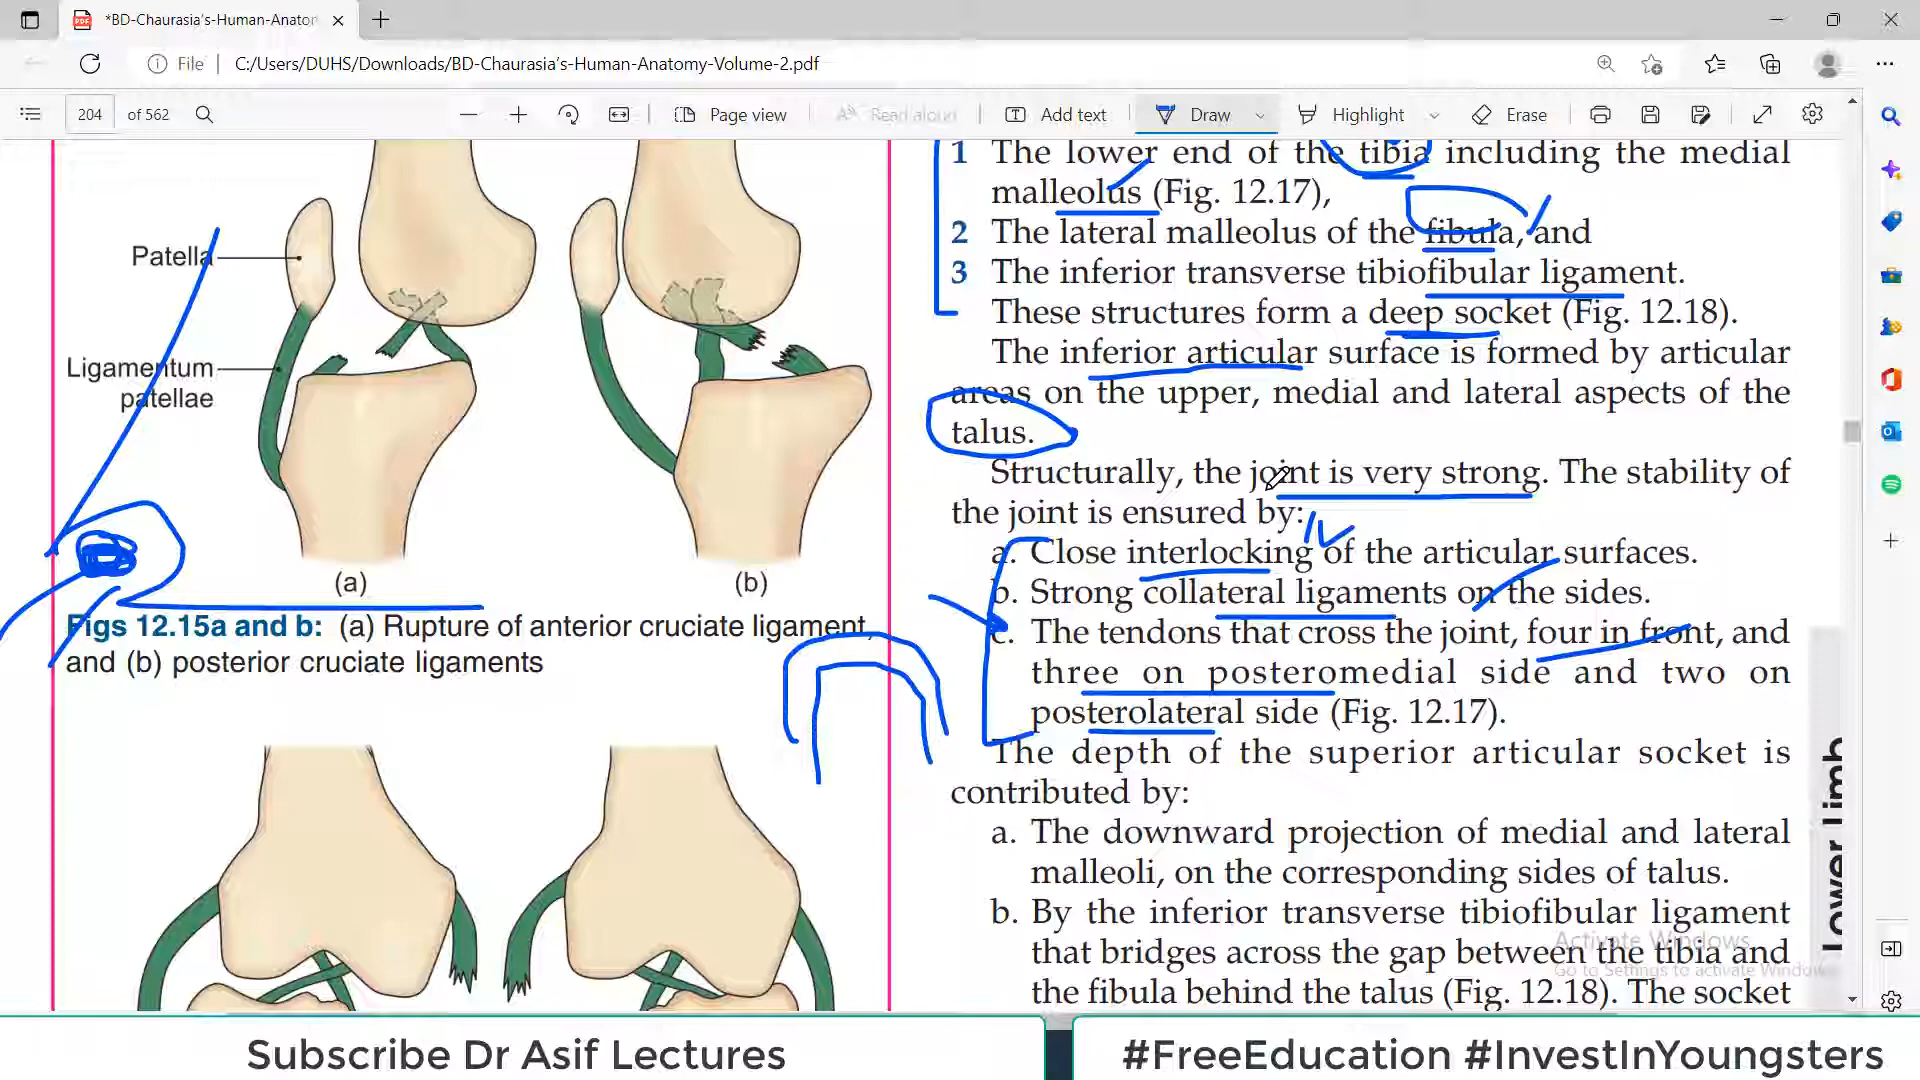 *BD-Chaurasia's-Human-Anator
File
C:/Users/DUHS/Downloads/BD-Chaurasia's-Human-Anatomy-Volume-2.pdf
204 of 562
Page view
Read aloud
Add text
Draw
Highlight
Erase
Patella
Ligamentum
patellae
(a)
(b)
Figs 12.15a and b: (a) Rupture of anterior cruciate ligament,
and (b) posterior cruciate ligaments
1 The lower end of the tibia including the medial
malleolus (Fig. 12.17),
2 The lateral malleolus of the fibula, and
3 The inferior transverse tibiofibular ligament.
These structures form a deep socket (Fig. 12.18).
The inferior articular surface is formed by articular
areas on the upper, medial and lateral aspects of the
talus.
Structurally, the joint is very strong. The stability of
the joint is ensured by:
a. Close interlocking of the articular surfaces.
b. Strong collateral ligaments on the sides.
c. The tendons that cross the joint, four in front, and
three on posteromedial side and two on
posterolateral side (Fig. 12.17).
The depth of the superior articular socket is
contributed by:
a. The downward projection of medial and lateral
malleoli, on the corresponding sides of talus.
b. By the inferior transverse tibiofibular ligament
that bridges across the gap between the tibia and
the fibula behind the talus (Fig. 12.18). The socket
Lower limb
Activate Windows
Go to Settings to activate Windows
Subscribe Dr Asif Lectures
#FreeEducation #InvestInYoungsters